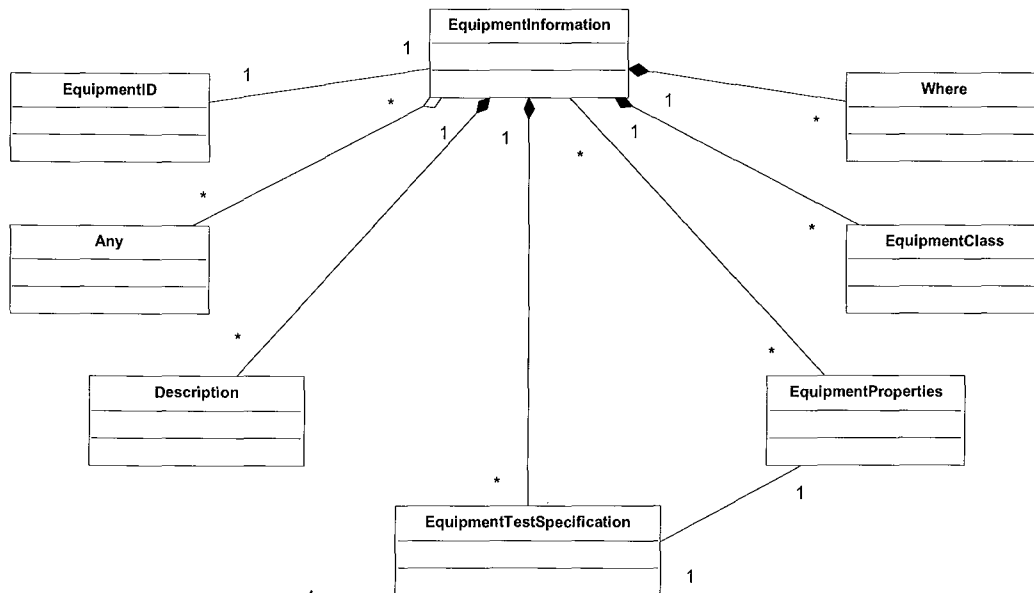 EquipmentInformation
1
1
EquipmentID
*
1
1
1
1
Where
*
*
*
Any
*
EquipmentClass
*
*
Description
EquipmentProperties
*
1
EquipmentTestSpecification
1